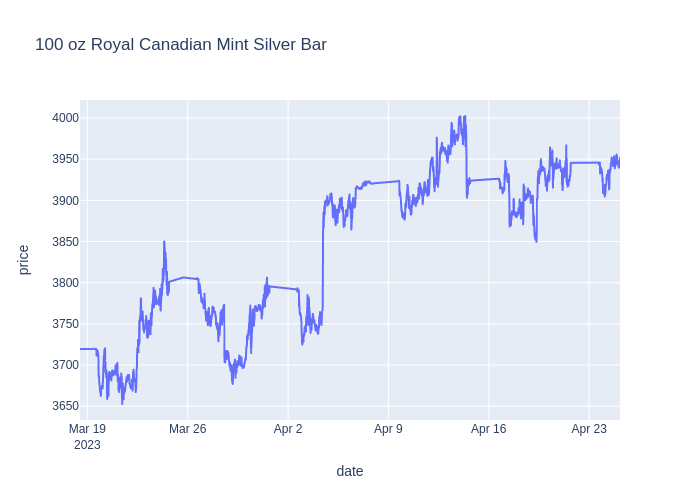 100 oz Royal Canadian Mint Silver Bar
4000
3950
3900
3850
3800
3750
3700
3650
price
Mar 19
2023
Mar 26
Apr 2
Apr 9
Apr 16
Apr 23
date